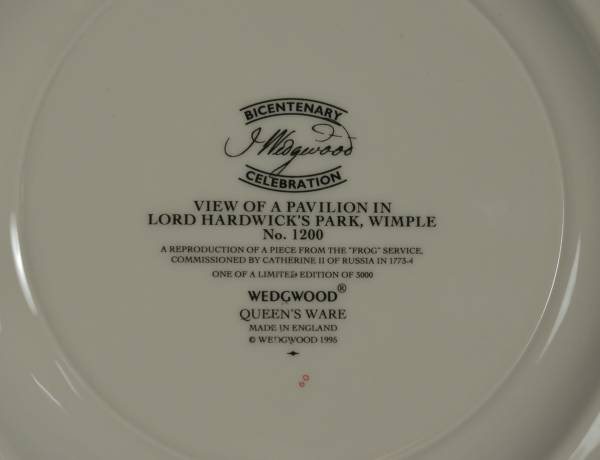 BICENTENARY
J Wedgwood
CELEBRATION
VIEW OF A PAVILION IN
LORD HARDWICK'S PARK, WIMPLE
No. 1200
A REPRODUCTION OF A PIECE FROM THE "FROG" SERVICE,
COMMISSIONED BY CATHERINE II OF RUSSIA IN 1773-4
ONE OF A LIMITED EDITION OF 5000
WEDGWOOD®
QUEEN'S WARE
MADE IN ENGLAND
© WEDGWOOD 1995